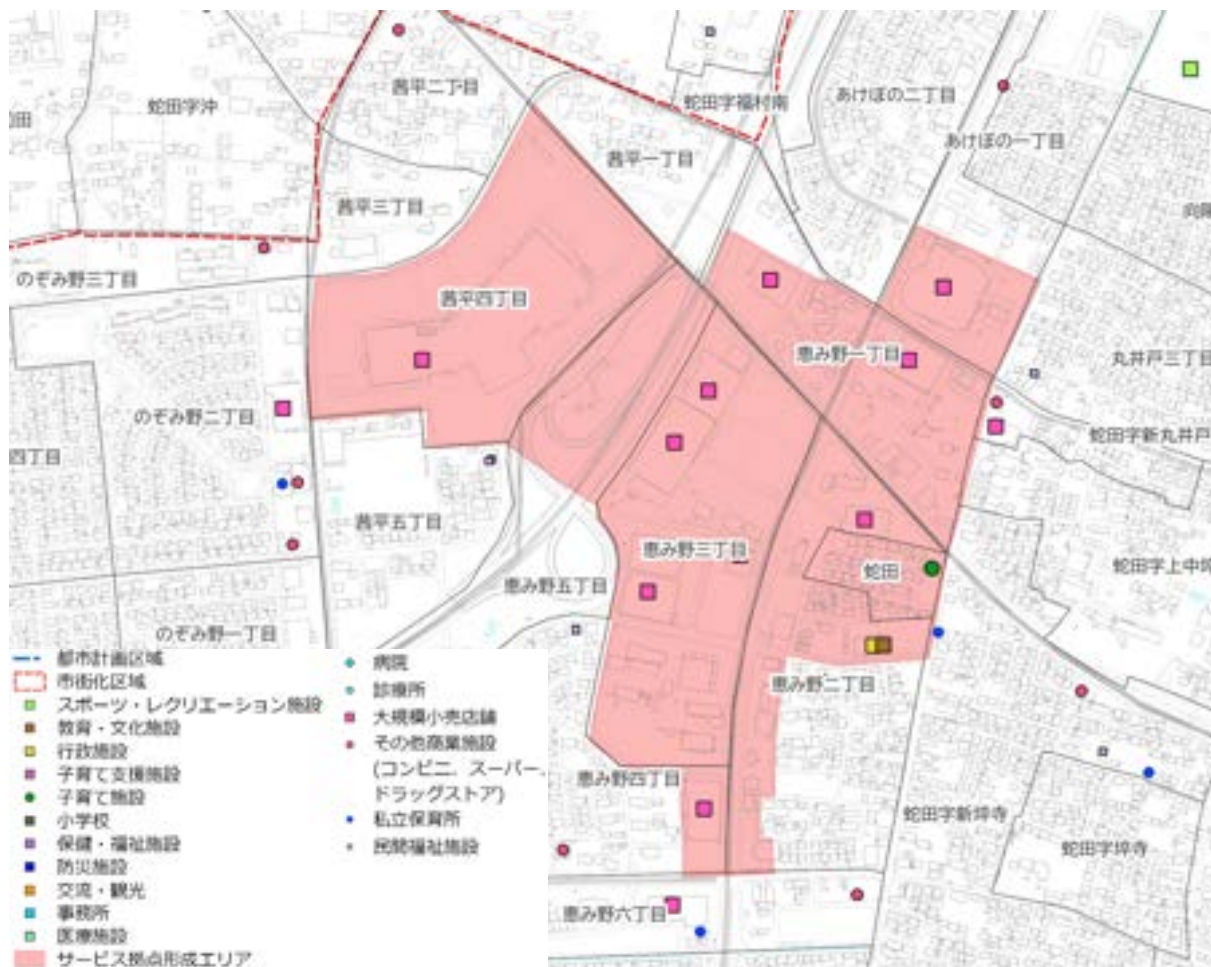 茜平二丁目
蛇田字沖
蛇田字福村南
あけぼの二丁目
あけぼの一丁目
茜平一丁目
茜平三丁目
のぞみ野三丁目
茜平四丁目
恵み野一丁目
丸井戸三丁目
のぞみ野二丁目
蛇田字新丸井戸
四丁目
茜平五丁目
恵み野三丁目
蛇田
恵み野五丁目
のぞみ野一丁目
恵み野二丁目
恵み野四丁目
蛇田字新埣寺
蛇田字埣寺
恵み野六丁目
都市計画区域
市街化区域
スポーツ・レクリエーション施設
教育・文化施設
行政施設
子育て支援施設
子育て施設
小学校
保健・福祉施設
防災施設
交流・観光
事務所
医療施設
サービス拠点形成エリア
病院
診療所
大規模小売店舗
その他商業施設
(コンビニ、スーパー、
ドラッグストア)
私立保育所
民間福祉施設